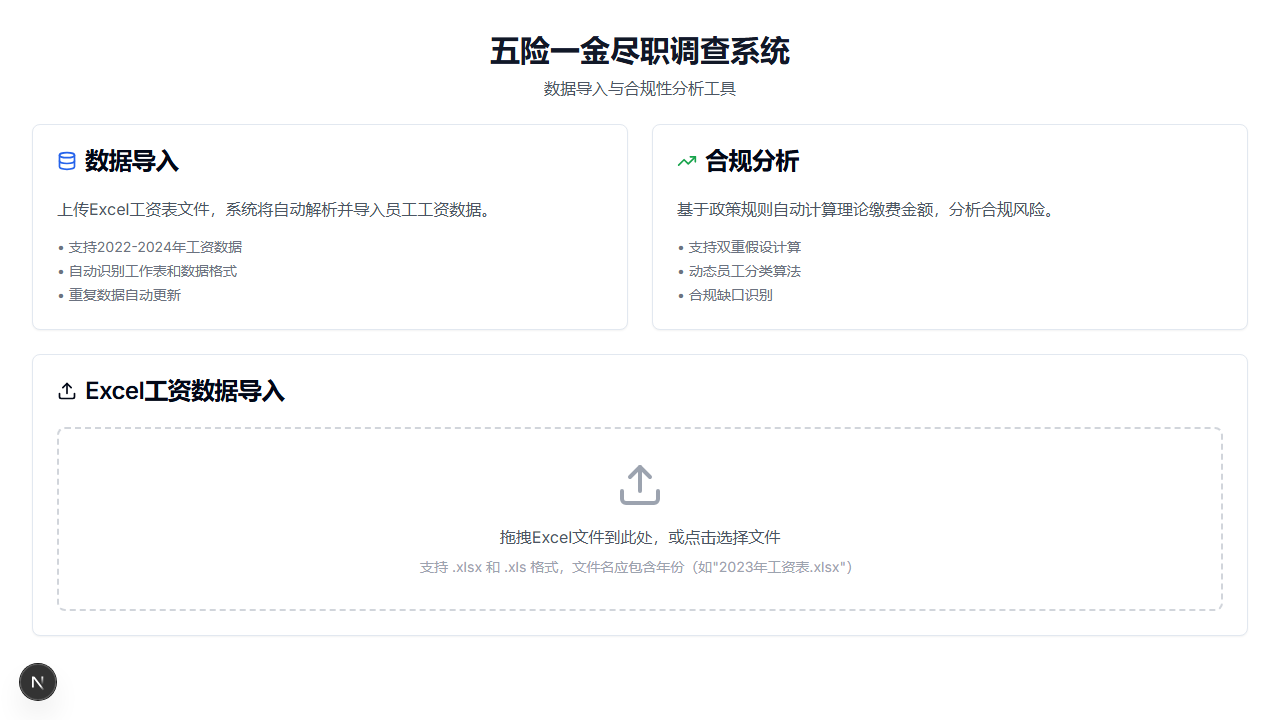 五险一金尽职调查系统
数据导入与合规性分析工具
数据导入
上传Excel工资表文件，系统将自动解析并导入员工工资数据。
• 支持2022-2024年工资数据
• 自动识别工作表和数据格式
• 重复数据自动更新
合规分析
基于政策规则自动计算理论缴费金额，分析合规风险。
• 支持双重假设计算
• 动态员工分类算法
• 合规缺口识别
Excel工资数据导入
拖拽Excel文件到此处，或点击选择文件
支持 .xlsx 和 .xls 格式，文件名应包含年份（如"2023年工资表.xlsx"）
N